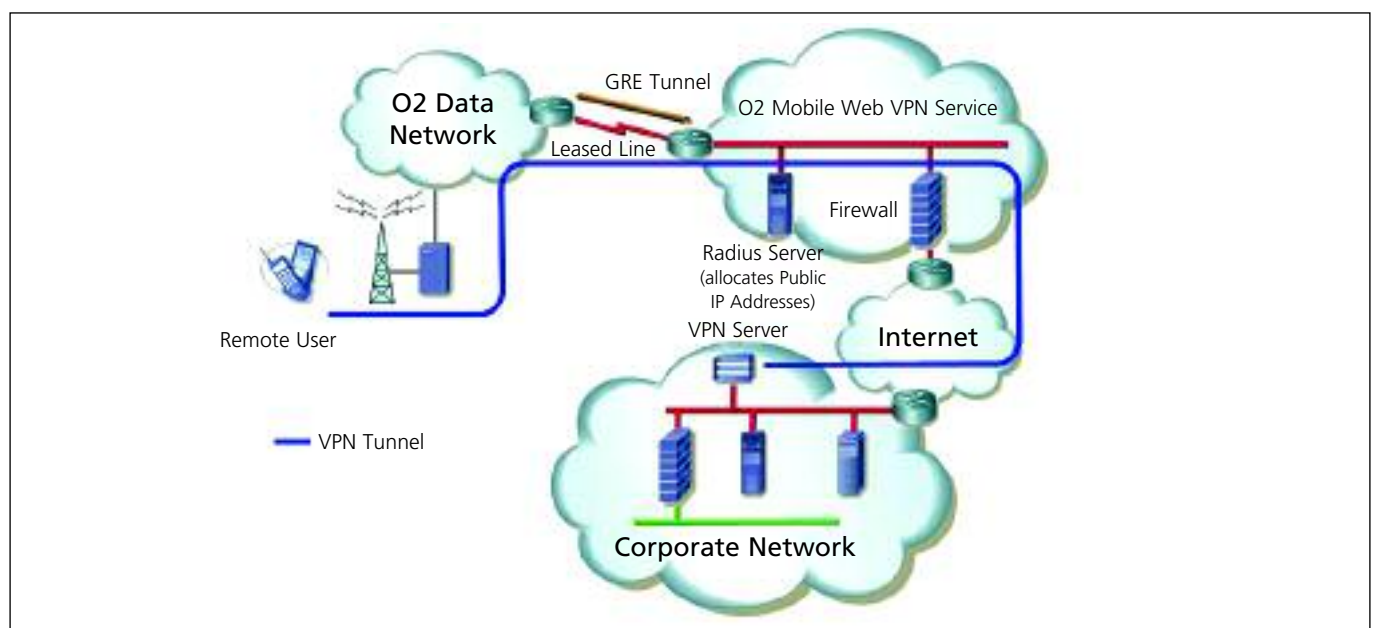 GRE Tunnel
O2 Data
Network
O2 Mobile Web VPN Service
Leased Line
Firewall
Radius Server
(allocates Public
IP Addresses)
Remote User
VPN Server
Internet
VPN Tunnel
Corporate Network